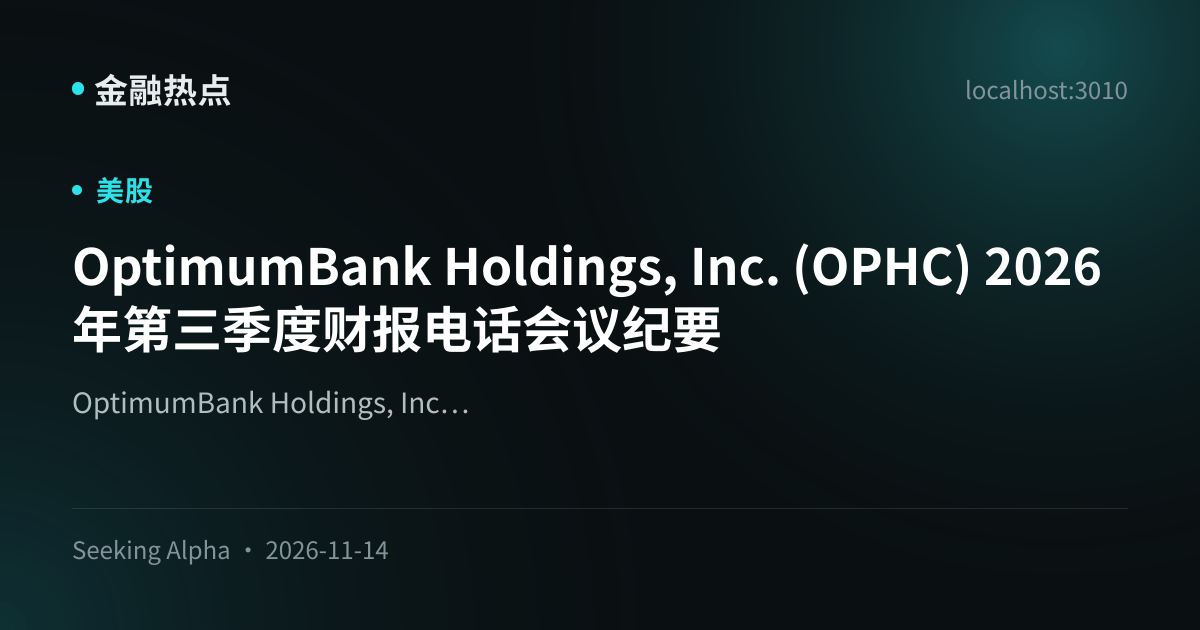 金融热点
localhost:3010
美股
OptimumBank Holdings, Inc. (OPHC) 2026
年第三季度财报电话会议纪要
OptimumBank Holdings, Inc…
Seeking Alpha · 2026-11-14